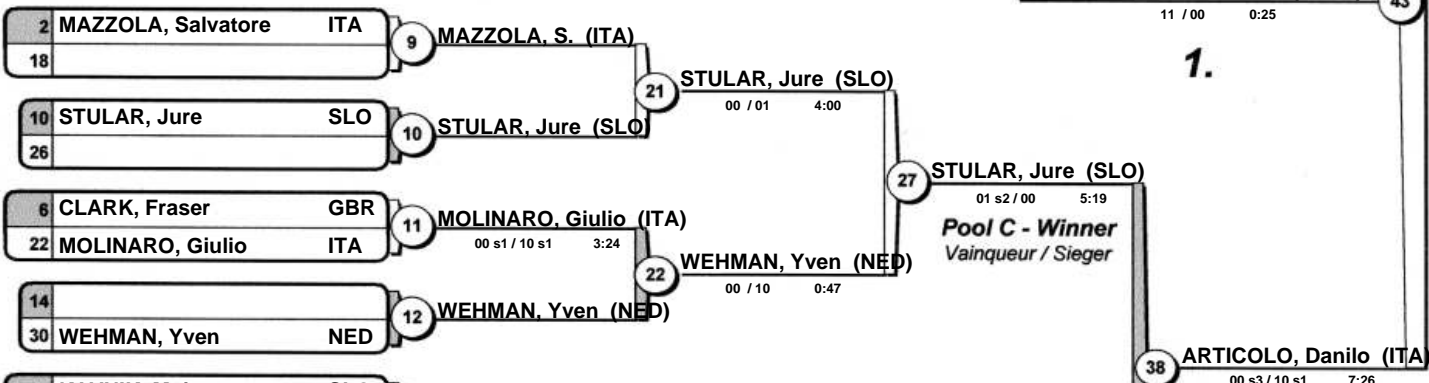 11 / 00 0:25
43
1.
2 MAZZOLA, Salvatore ITA
18
9
MAZZOLA, S. (ITA)
21
STULAR, Jure (SLO)
00 / 01 4:00
10 STULAR, Jure SLO
26
10
STULAR, Jure (SLO)
27
STULAR, Jure (SLO)
01 s2 / 00 5:19
Pool C - Winner
Vainqueur / Sieger
6 CLARK, Fraser GBR
22 MOLINARO, Giulio ITA
11
MOLINARO, Giulio (ITA)
00 s1 / 10 s1 3:24
22
WEHMAN, Yven (NED)
00 / 10 0:47
14
30 WEHMAN, Yven NED
12
WEHMAN, Yven (NED)
38
ARTICOLO, Danilo (ITA)
00 s3 / 10 s1 7:26